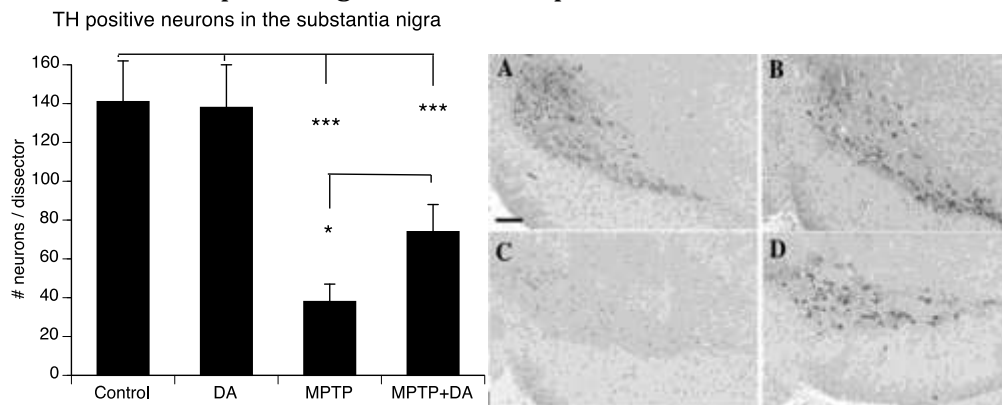 TH positive neurons in the substantia nigra
# neurons / dissector
160
140
120
100
80
60
40
20
0
***
***
*
Control
DA
MPTP
MPTP+DA
A
B
C
D